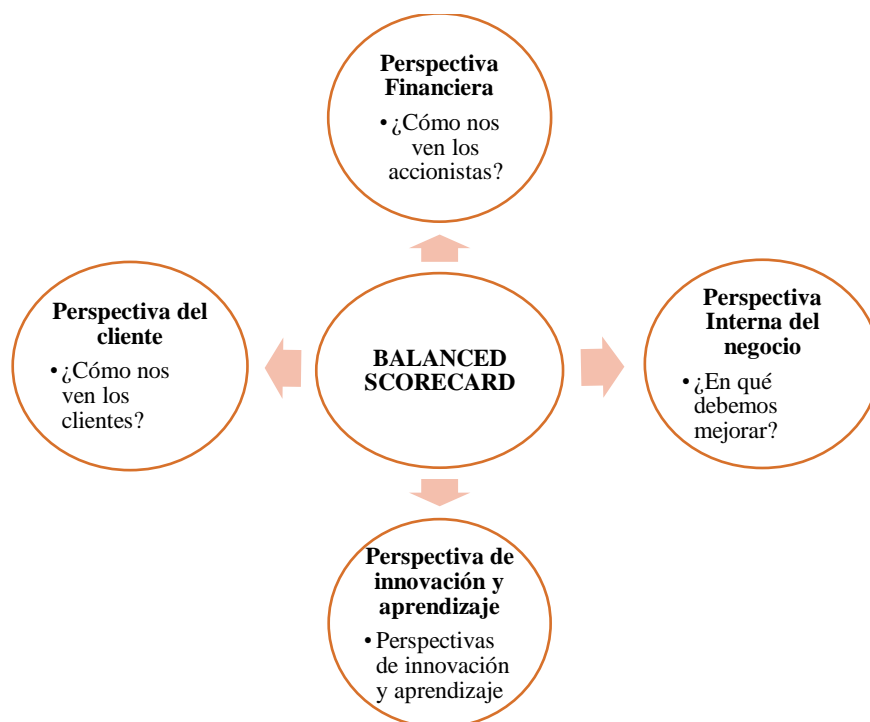 Perspectiva
Financiera
• ¿Cómo nos
ven los
accionistas?
Perspectiva del
cliente
• ¿Cómo nos
ven los
clientes?
BALANCED
SCORECARD
Perspectiva
Interna del
negocio
• ¿En qué
debemos
mejorar?
Perspectiva de
innovación y
aprendizaje
• Perspectivas
de innovación
y aprendizaje